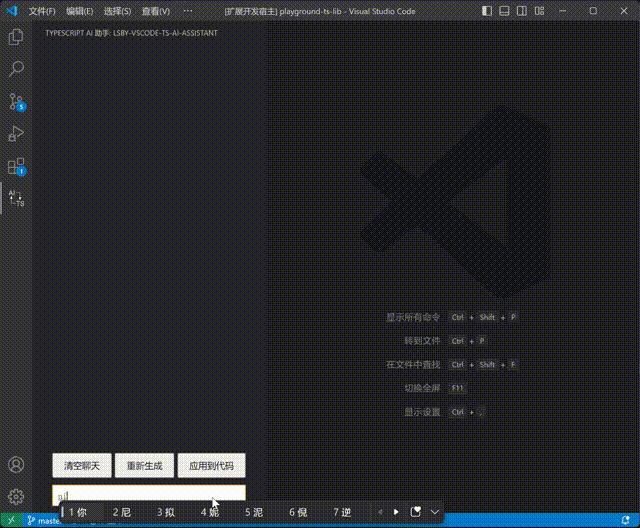 文件(F) 编辑(E) 选择(S) 查看(V) ··· [扩展开发宿主] playground-ts-lib - Visual Studio Code
TYPESCRIPT AI 助手: LSBY-VSCODE-TS-AI-ASSISTANT
5
1
AI
TS
显示所有命令 Ctrl + Shift + P
转到文件 Ctrl + P
在文件中查找 Ctrl + Shift + F
切换全屏 F11
显示设置 Ctrl + ,
清空聊天 重新生成 应用到代码
ni
1 你 2 尼 3 拟 4 妮 5 泥 6 倪 7 逆
master